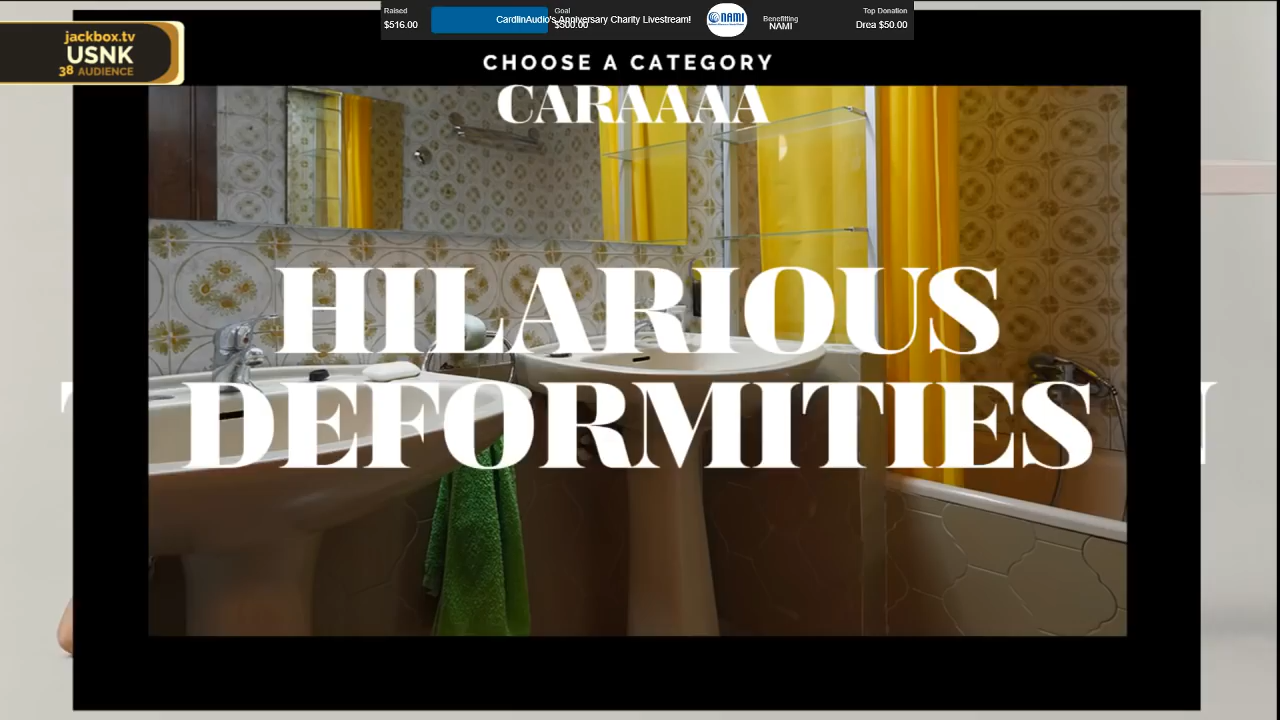 Raised
$516.00
Goal
CardlinAudio's Anniversary Charity Livestream!
$500.00
NAMI
Benefitting
NAMI
Top Donation
Drea $50.00
jackbox.tv
USNK
38 AUDIENCE
CHOOSE A CATEGORY
CARAAAA
HILARIOUS
DEFORMITIES